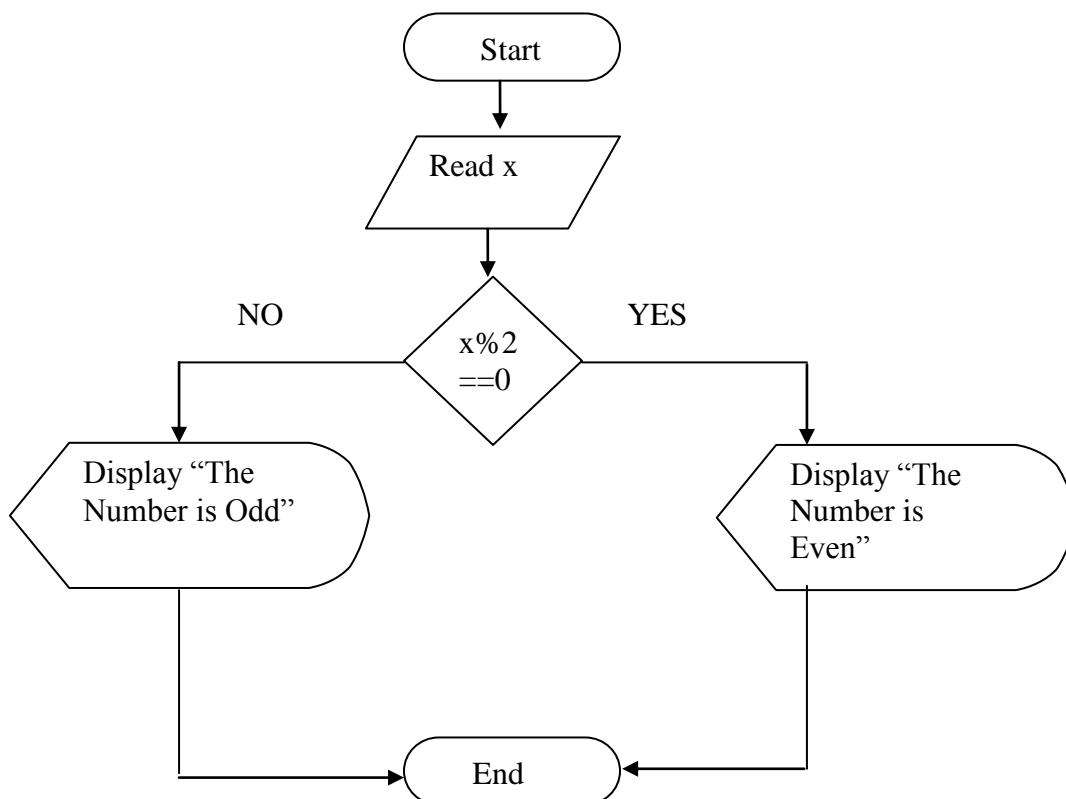 Start
Read x
NO
YES
x%2
==0
Display “The
Number is Odd”
Display “The
Number is
Even”
End